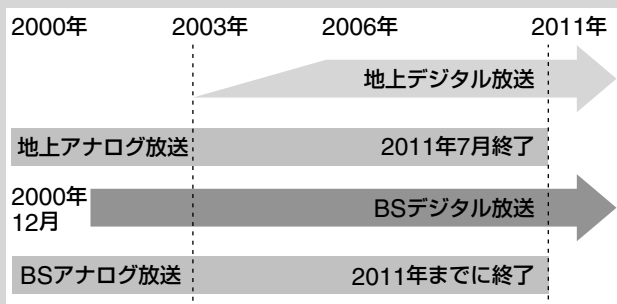 2000年 2003年 2006年 2011年
地上デジタル放送
地上アナログ放送 2011年7月終了
2000年
12月
BSデジタル放送
BSアナログ放送 2011年までに終了